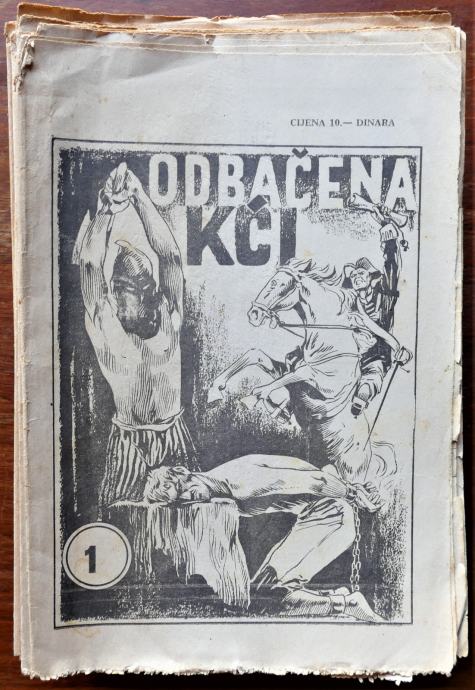 CIJENA 10.— DINARA
ODBAČENA
KĆI
1